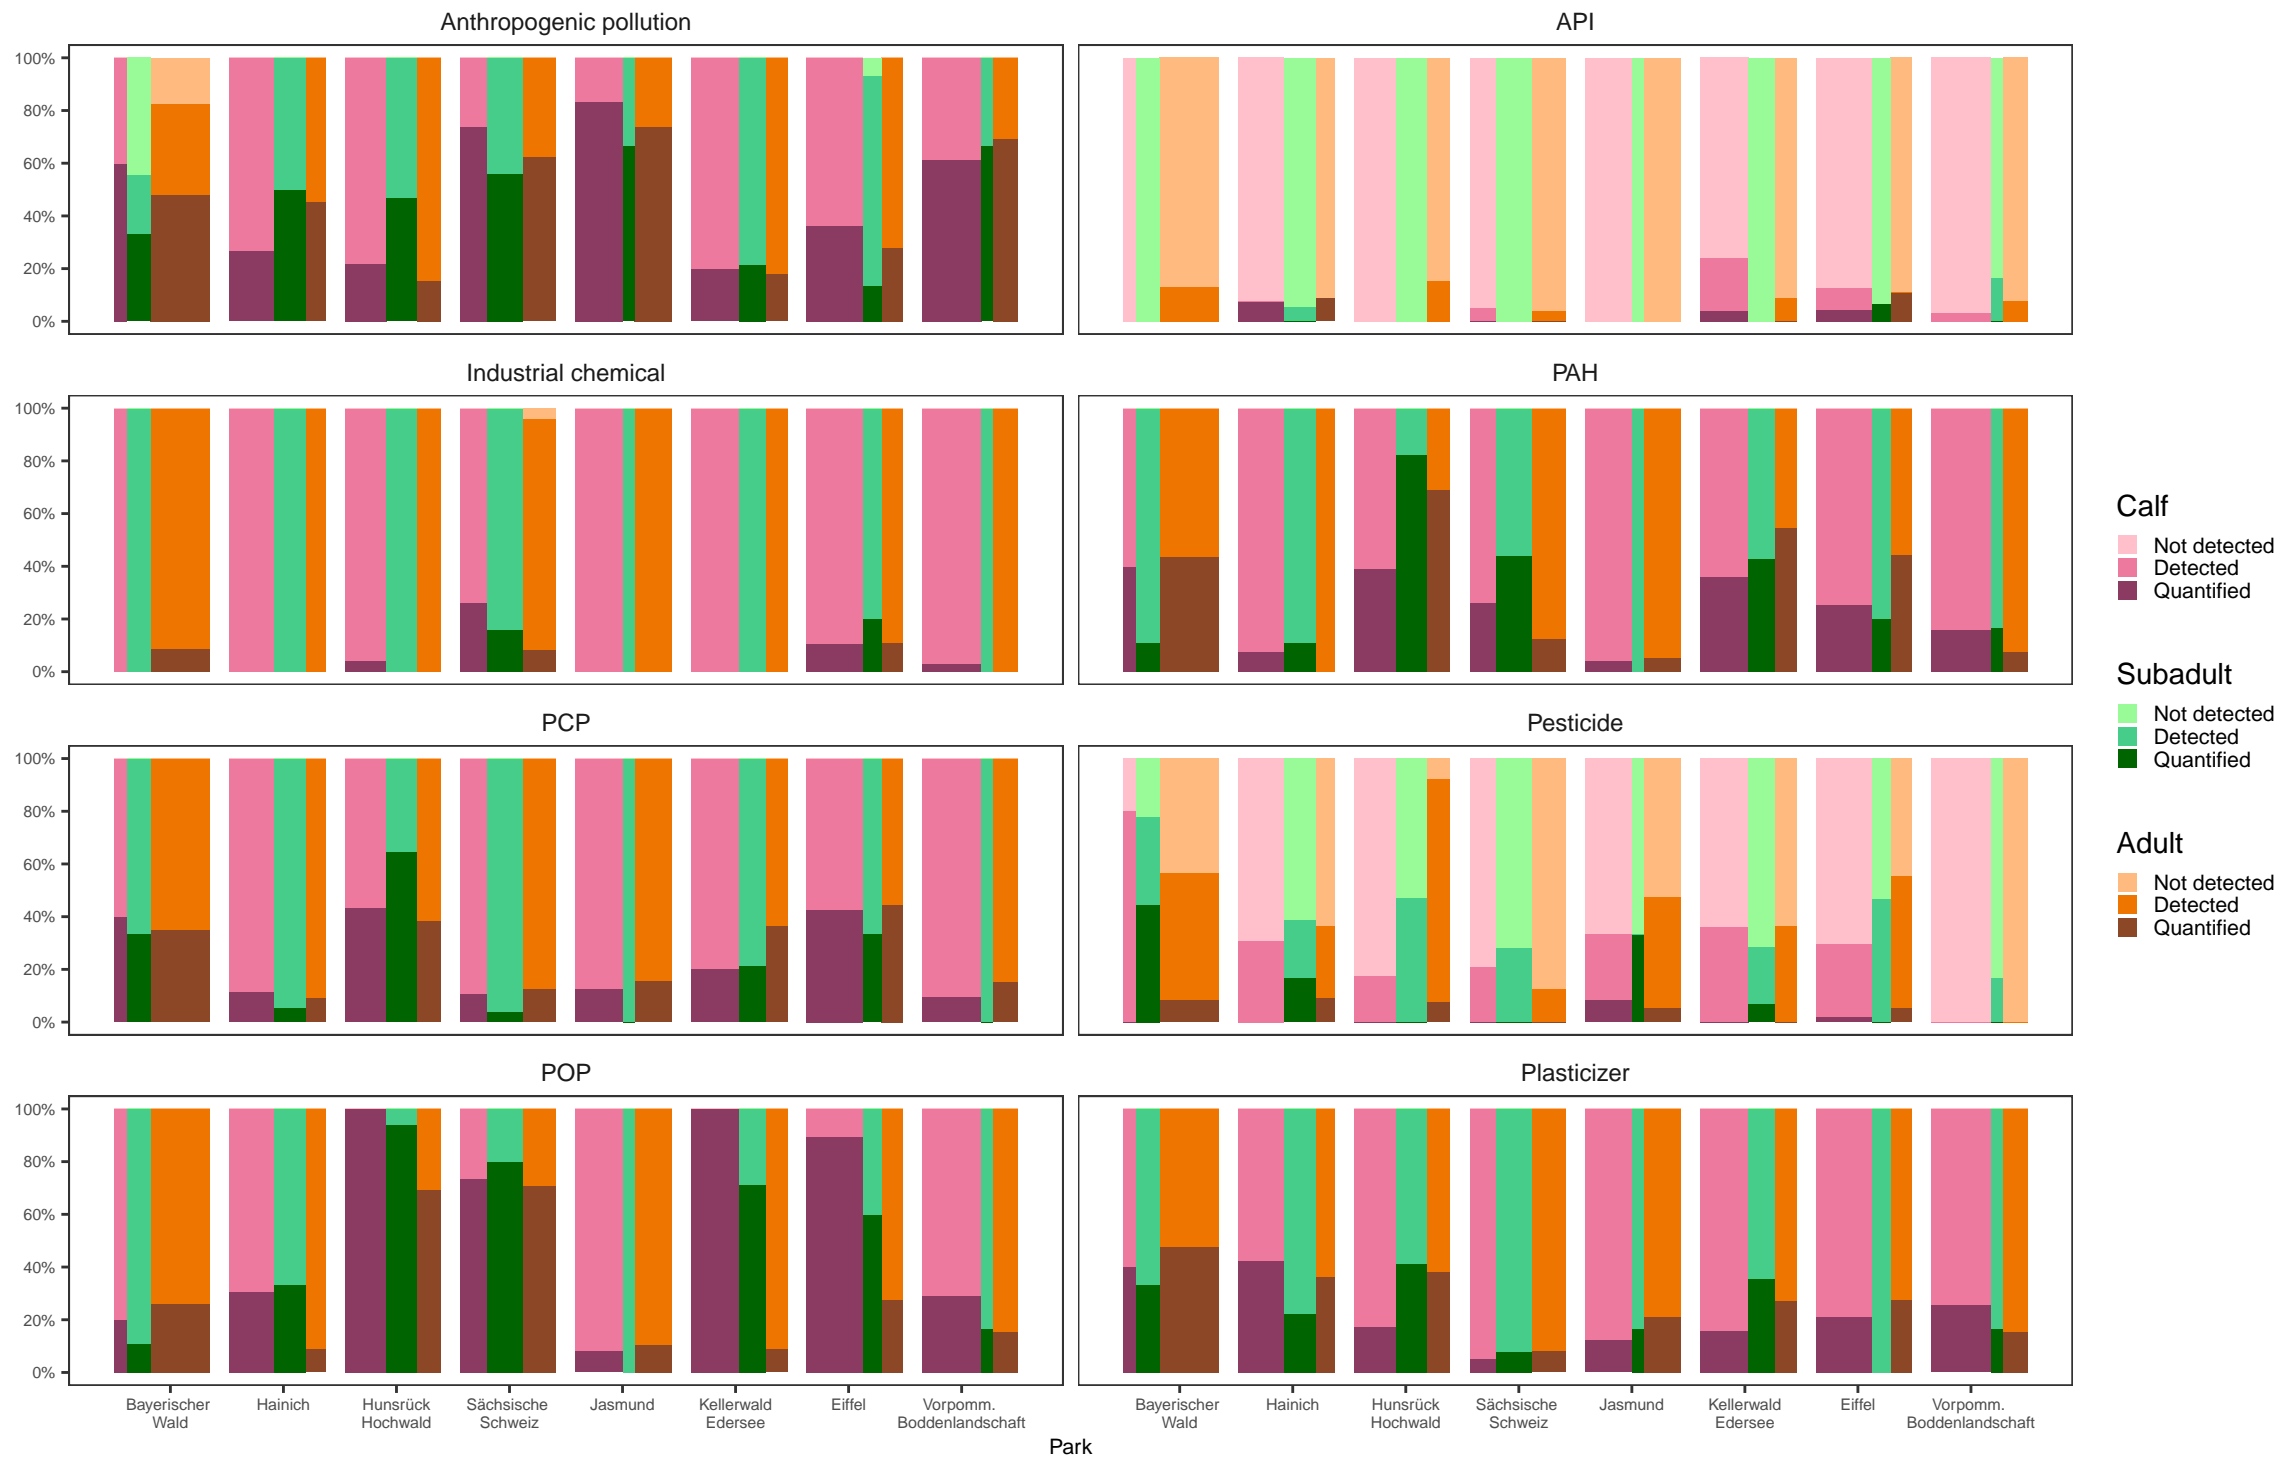 Anthropogenic pollution
API
100%
80%
60%
40%
20%
0%
Industrial chemical
PAH
100%
80%
60%
40%
20%
0%
PCP
Pesticide
100%
80%
60%
40%
20%
0%
POP
Plasticizer
100%
80%
60%
40%
20%
0%
Bayerischer
Wald
Hainich
Hunsrück
Hochwald
Sächsische
Schweiz
Jasmund
Kellerwald
Edersee
Eiffel
Vorpomm.
Boddenlandschaft
Bayerischer
Wald
Hainich
Hunsrück
Hochwald
Sächsische
Schweiz
Jasmund
Kellerwald
Edersee
Eiffel
Vorpomm.
Boddenlandschaft
Park
Calf
Not detected
Detected
Quantified
Subadult
Not detected
Detected
Quantified
Adult
Not detected
Detected
Quantified